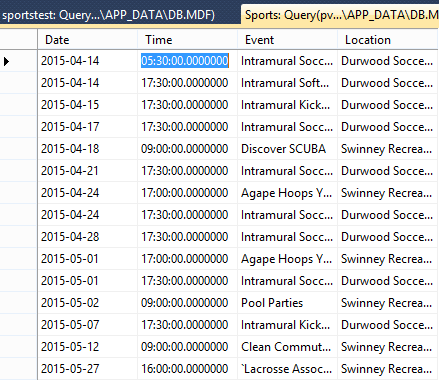 sportstest: Query...\APP_DATA\DB.MDF) Sports: Query(pv...\APP_DATA\DB.MDF)
Date Time Event Location
2015-04-14 05:30:00.0000000 Intramural Socc... Durwood Socce...
2015-04-14 17:30:00.0000000 Intramural Soft... Durwood Socce...
2015-04-15 17:30:00.0000000 Intramural Kick... Durwood Socce...
2015-04-17 17:30:00.0000000 Intramural Socc... Durwood Socce...
2015-04-18 09:00:00.0000000 Discover SCUBA Swinney Recrea...
2015-04-21 17:30:00.0000000 Intramural Socc... Durwood Socce...
2015-04-24 17:00:00.0000000 Agape Hoops Y... Swinney Recrea...
2015-04-24 17:30:00.0000000 Intramural Socc... Durwood Socce...
2015-04-28 17:30:00.0000000 Intramural Socc... Durwood Socce...
2015-05-01 17:00:00.0000000 Agape Hoops Y... Swinney Recrea...
2015-05-01 17:30:00.0000000 Intramural Socc... Durwood Socce...
2015-05-02 09:00:00.0000000 Pool Parties Swinney Recrea...
2015-05-07 17:30:00.0000000 Intramural Kick... Durwood Socce...
2015-05-12 09:00:00.0000000 Clean Commut... Swinney Recrea...
2015-05-27 16:00:00.0000000 `Lacrosse Assoc... Durwood Socce...